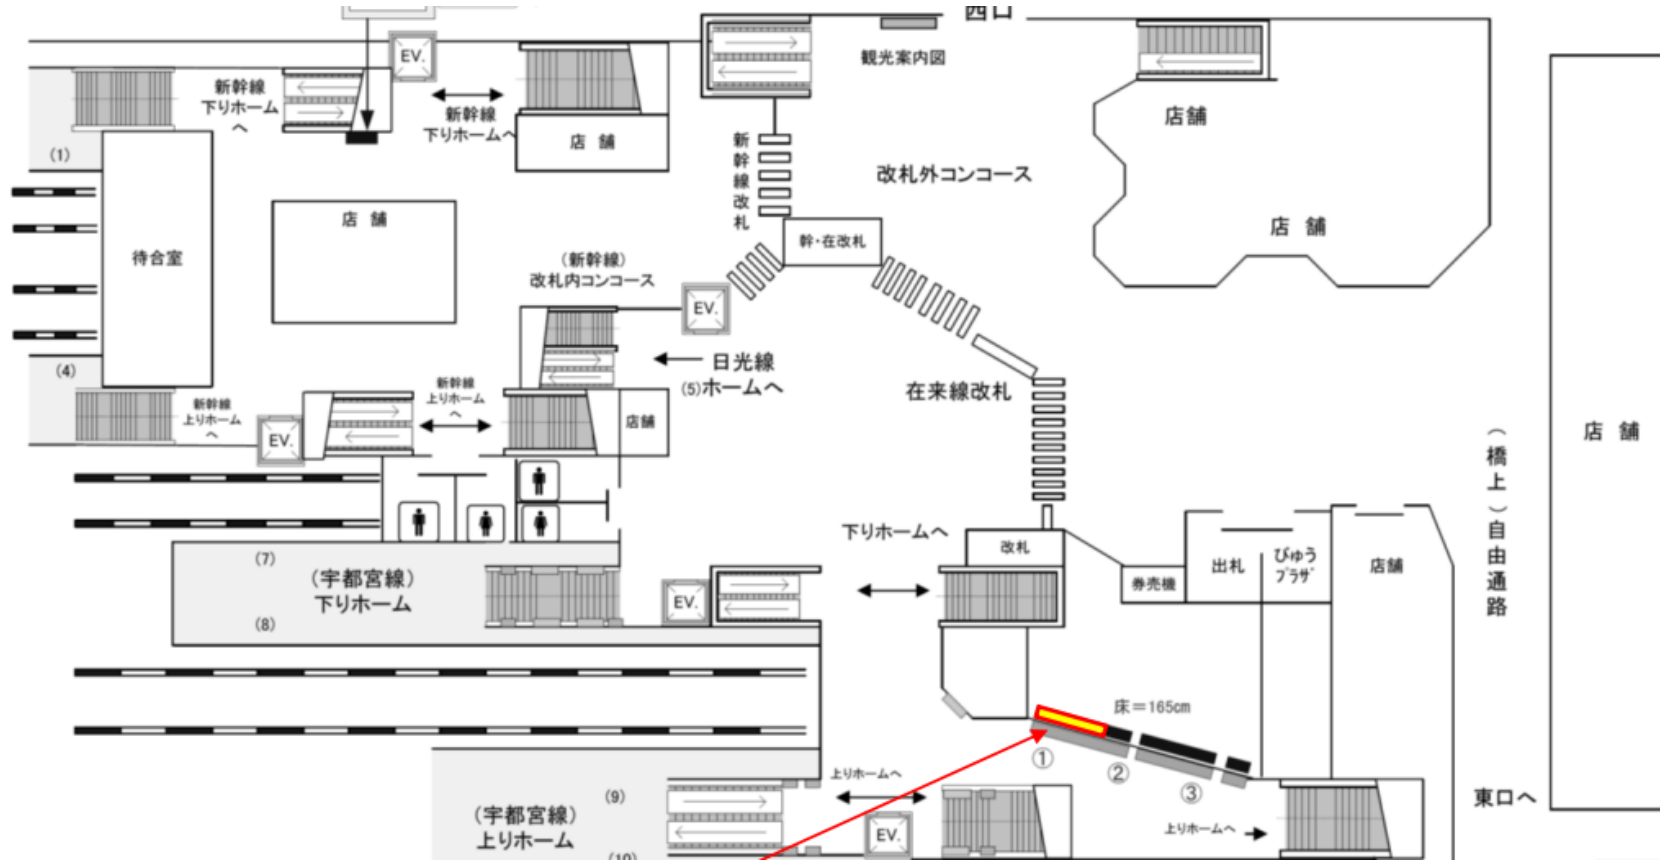 西口
EV.
観光案内図
新幹線
下りホーム
へ
新幹線
下りホームへ
店 舗
店舗
(1)
新幹線改札
改札外コンコース
店 舗
店 舗
幹・在改札
待合室
(新幹線)
改札内コンコース
EV.
日光線
(5)ホームへ
(4)
新幹線
上りホーム
へ
新幹線
上りホーム
へ
在来線改札
店舗
EV.
店 舗
(橋上)自由通路
下りホームへ
改札
出札
びゅう
プラザ
店舗
券売機
(7)
(宇都宮線)
下りホーム
(8)
EV.
床=165cm
①
②
③
上りホームへ
(9)
(宇都宮線)
上りホーム
(10)
EV.
上りホームへ
東口へ